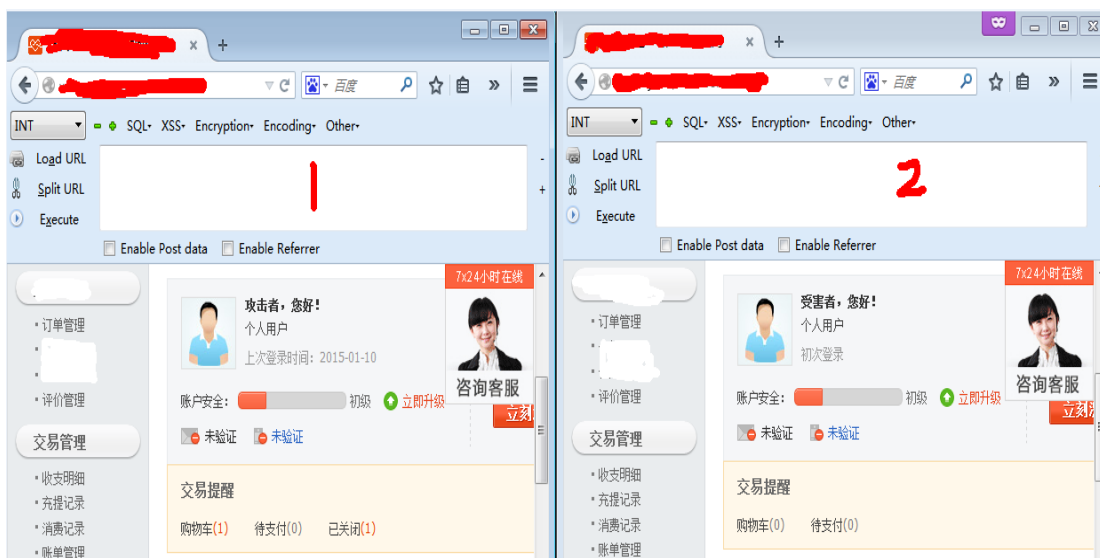 百度
INT SQL XSS Encryption Encoding Other
Load URL
Split URL
Execute
1
Enable Post data Enable Referrer
7x24小时在线
咨询客服
订单管理
评价管理
交易管理
收支明细
充提记录
消费记录
账单管理
攻击者，您好！
个人用户
上次登录时间：2015-01-10
账户安全： 初级 立即升级
立刻
未验证 未验证
交易提醒
购物车(1) 待支付(0) 已关闭(1)
百度
INT SQL XSS Encryption Encoding Other
Load URL
Split URL
Execute
2
Enable Post data Enable Referrer
7x24小时在线
咨询客服
订单管理
评价管理
交易管理
收支明细
充提记录
消费记录
账单管理
受害者，您好！
个人用户
初次登录
账户安全： 初级 立即升级
立刻
未验证 未验证
交易提醒
购物车(0) 待支付(0)